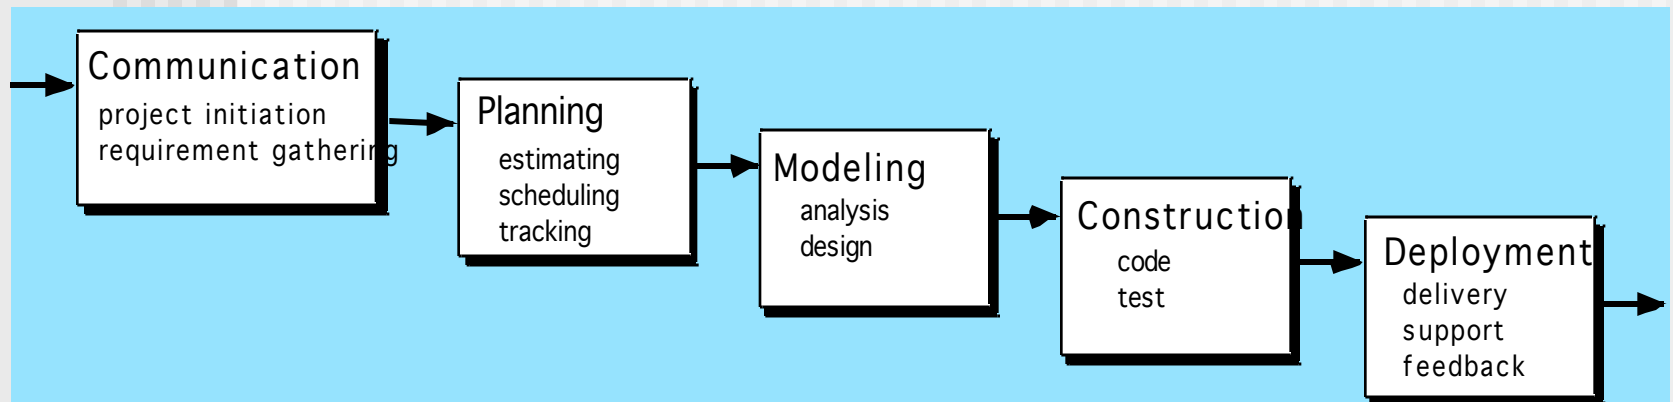 Communication
project initiation
requirement gathering
Planning
estimating
scheduling
tracking
Modeling
analysis
design
Construction
code
test
Deployment
delivery
support
feedback